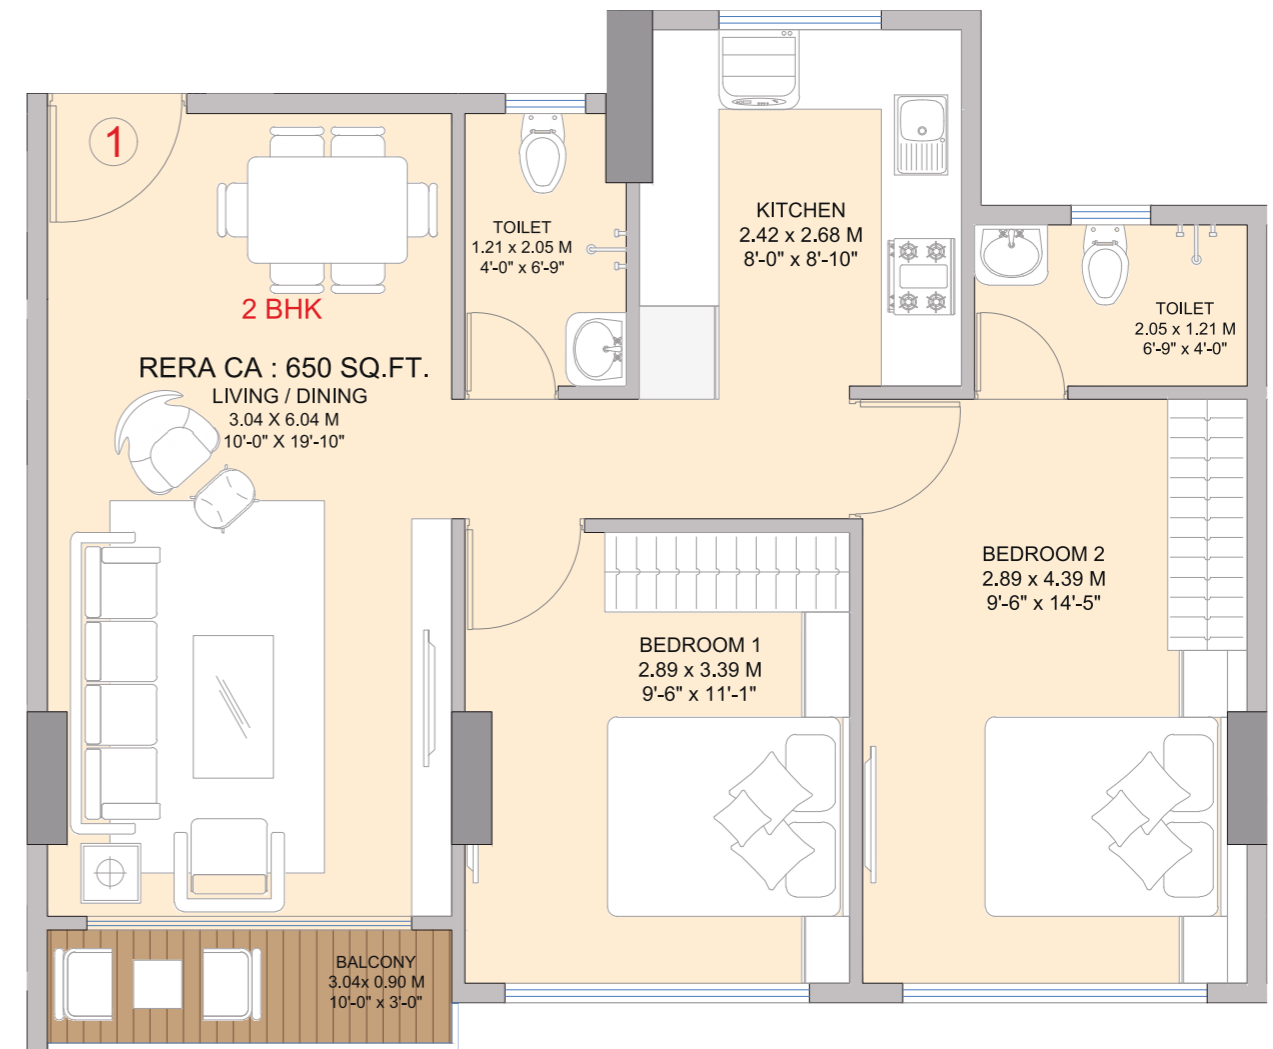 1
2 BHK
RERA CA : 650 SQ.FT.
LIVING / DINING
3.04 X 6.04 M
10'-0" X 19'-10"
TOILET
1.21 x 2.05 M
4'-0" x 6'-9"
KITCHEN
2.42 x 2.68 M
8'-0" x 8'-10"
TOILET
2.05 x 1.21 M
6'-9" x 4'-0"
BEDROOM 2
2.89 x 4.39 M
9'-6" x 14'-5"
BEDROOM 1
2.89 x 3.39 M
9'-6" x 11'-1"
BALCONY
3.04x 0.90 M
10'-0" x 3'-0"